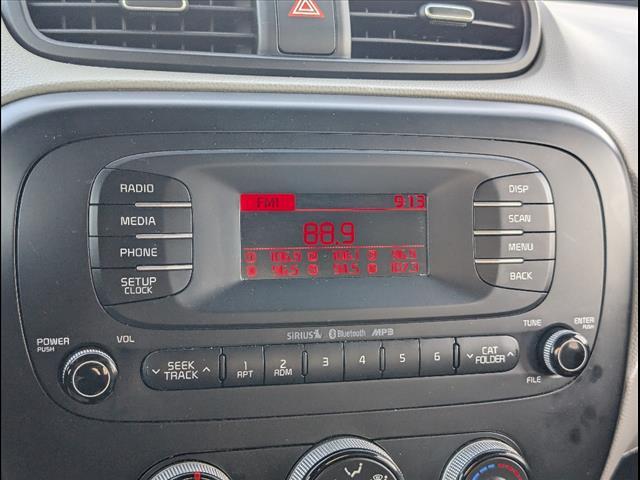 RADIO
MEDIA
PHONE
SETUP
CLOCK
FM1 9:13
88.9
DISP
SCAN
MENU
BACK
SIRIUS Bluetooth MP3
POWER
PUSH
VOL
SEEK
TRACK
1
RPT
2
RDM
3
4
5
6
CAT
FOLDER
TUNE
ENTER
PUSH
FILE